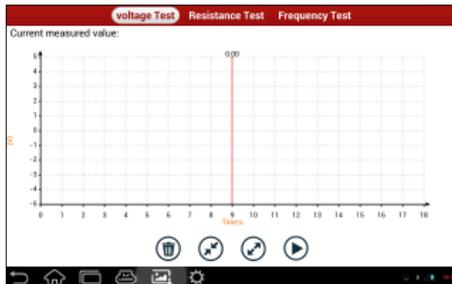 voltage Test Resistance Test Frequency Test
Current measured value:
0.00
5
4
3
2
1
0
-1
-2
-3
-4
-5
(V)
0 1 2 3 4 5 6 7 8 9 10 11 12 13 14 15 16 17 18
Times